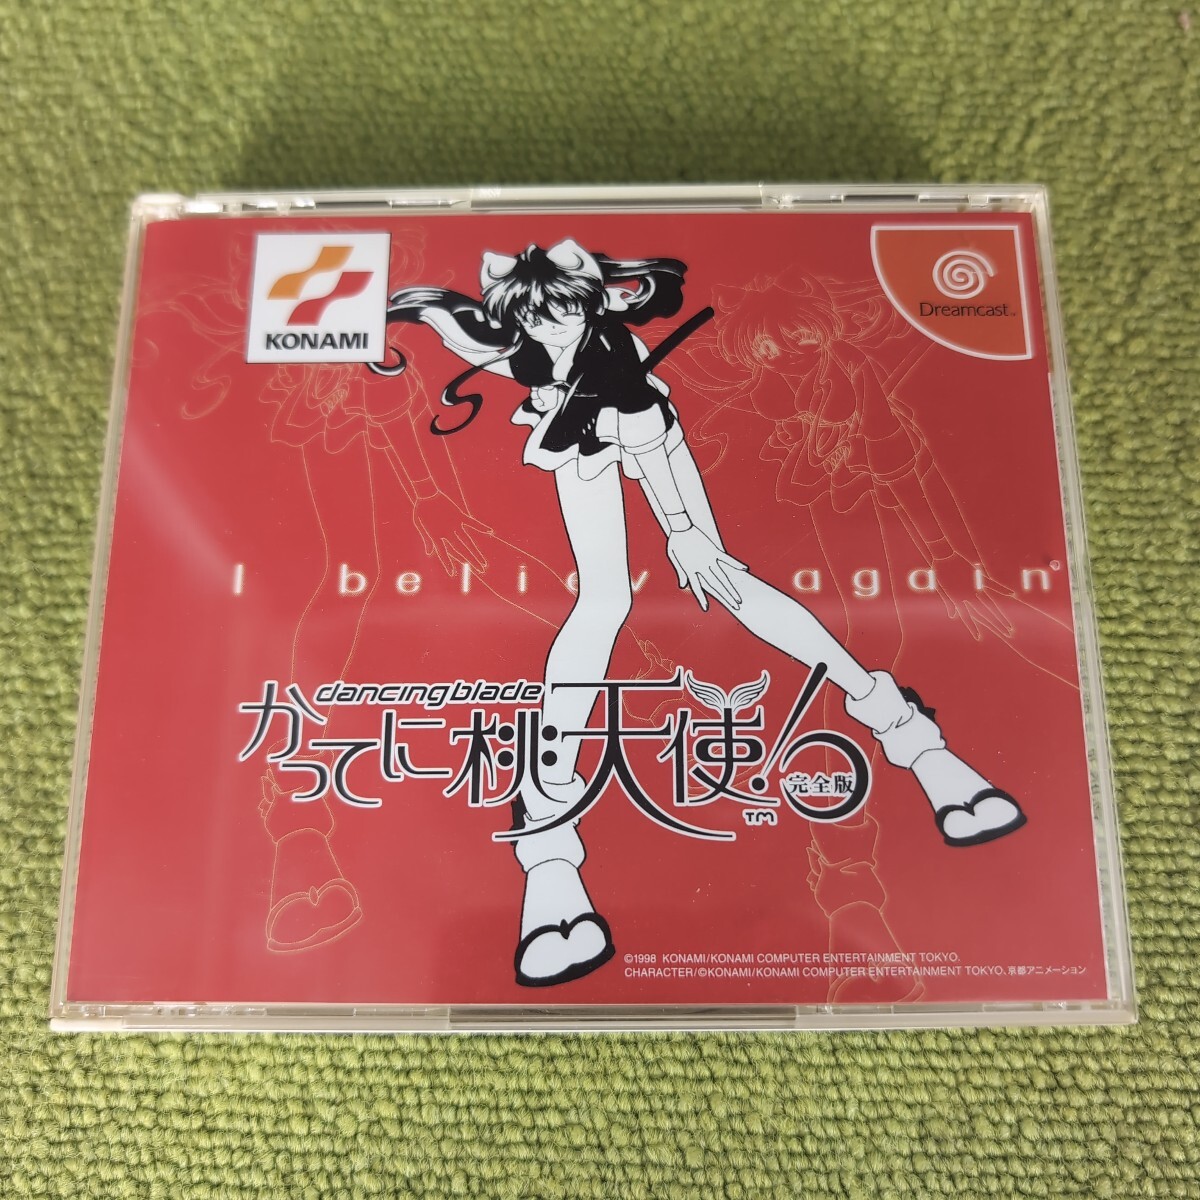 KONAMI
Dreamcast™
I believ again
dancing blade
かってに桃天使!
完全版
TM
©1998 KONAMI/KONAMI COMPUTER ENTERTAINMENT TOKYO.
CHARACTER/©KONAMI/KONAMI COMPUTER ENTERTAINMENT TOKYO、京都アニメーション